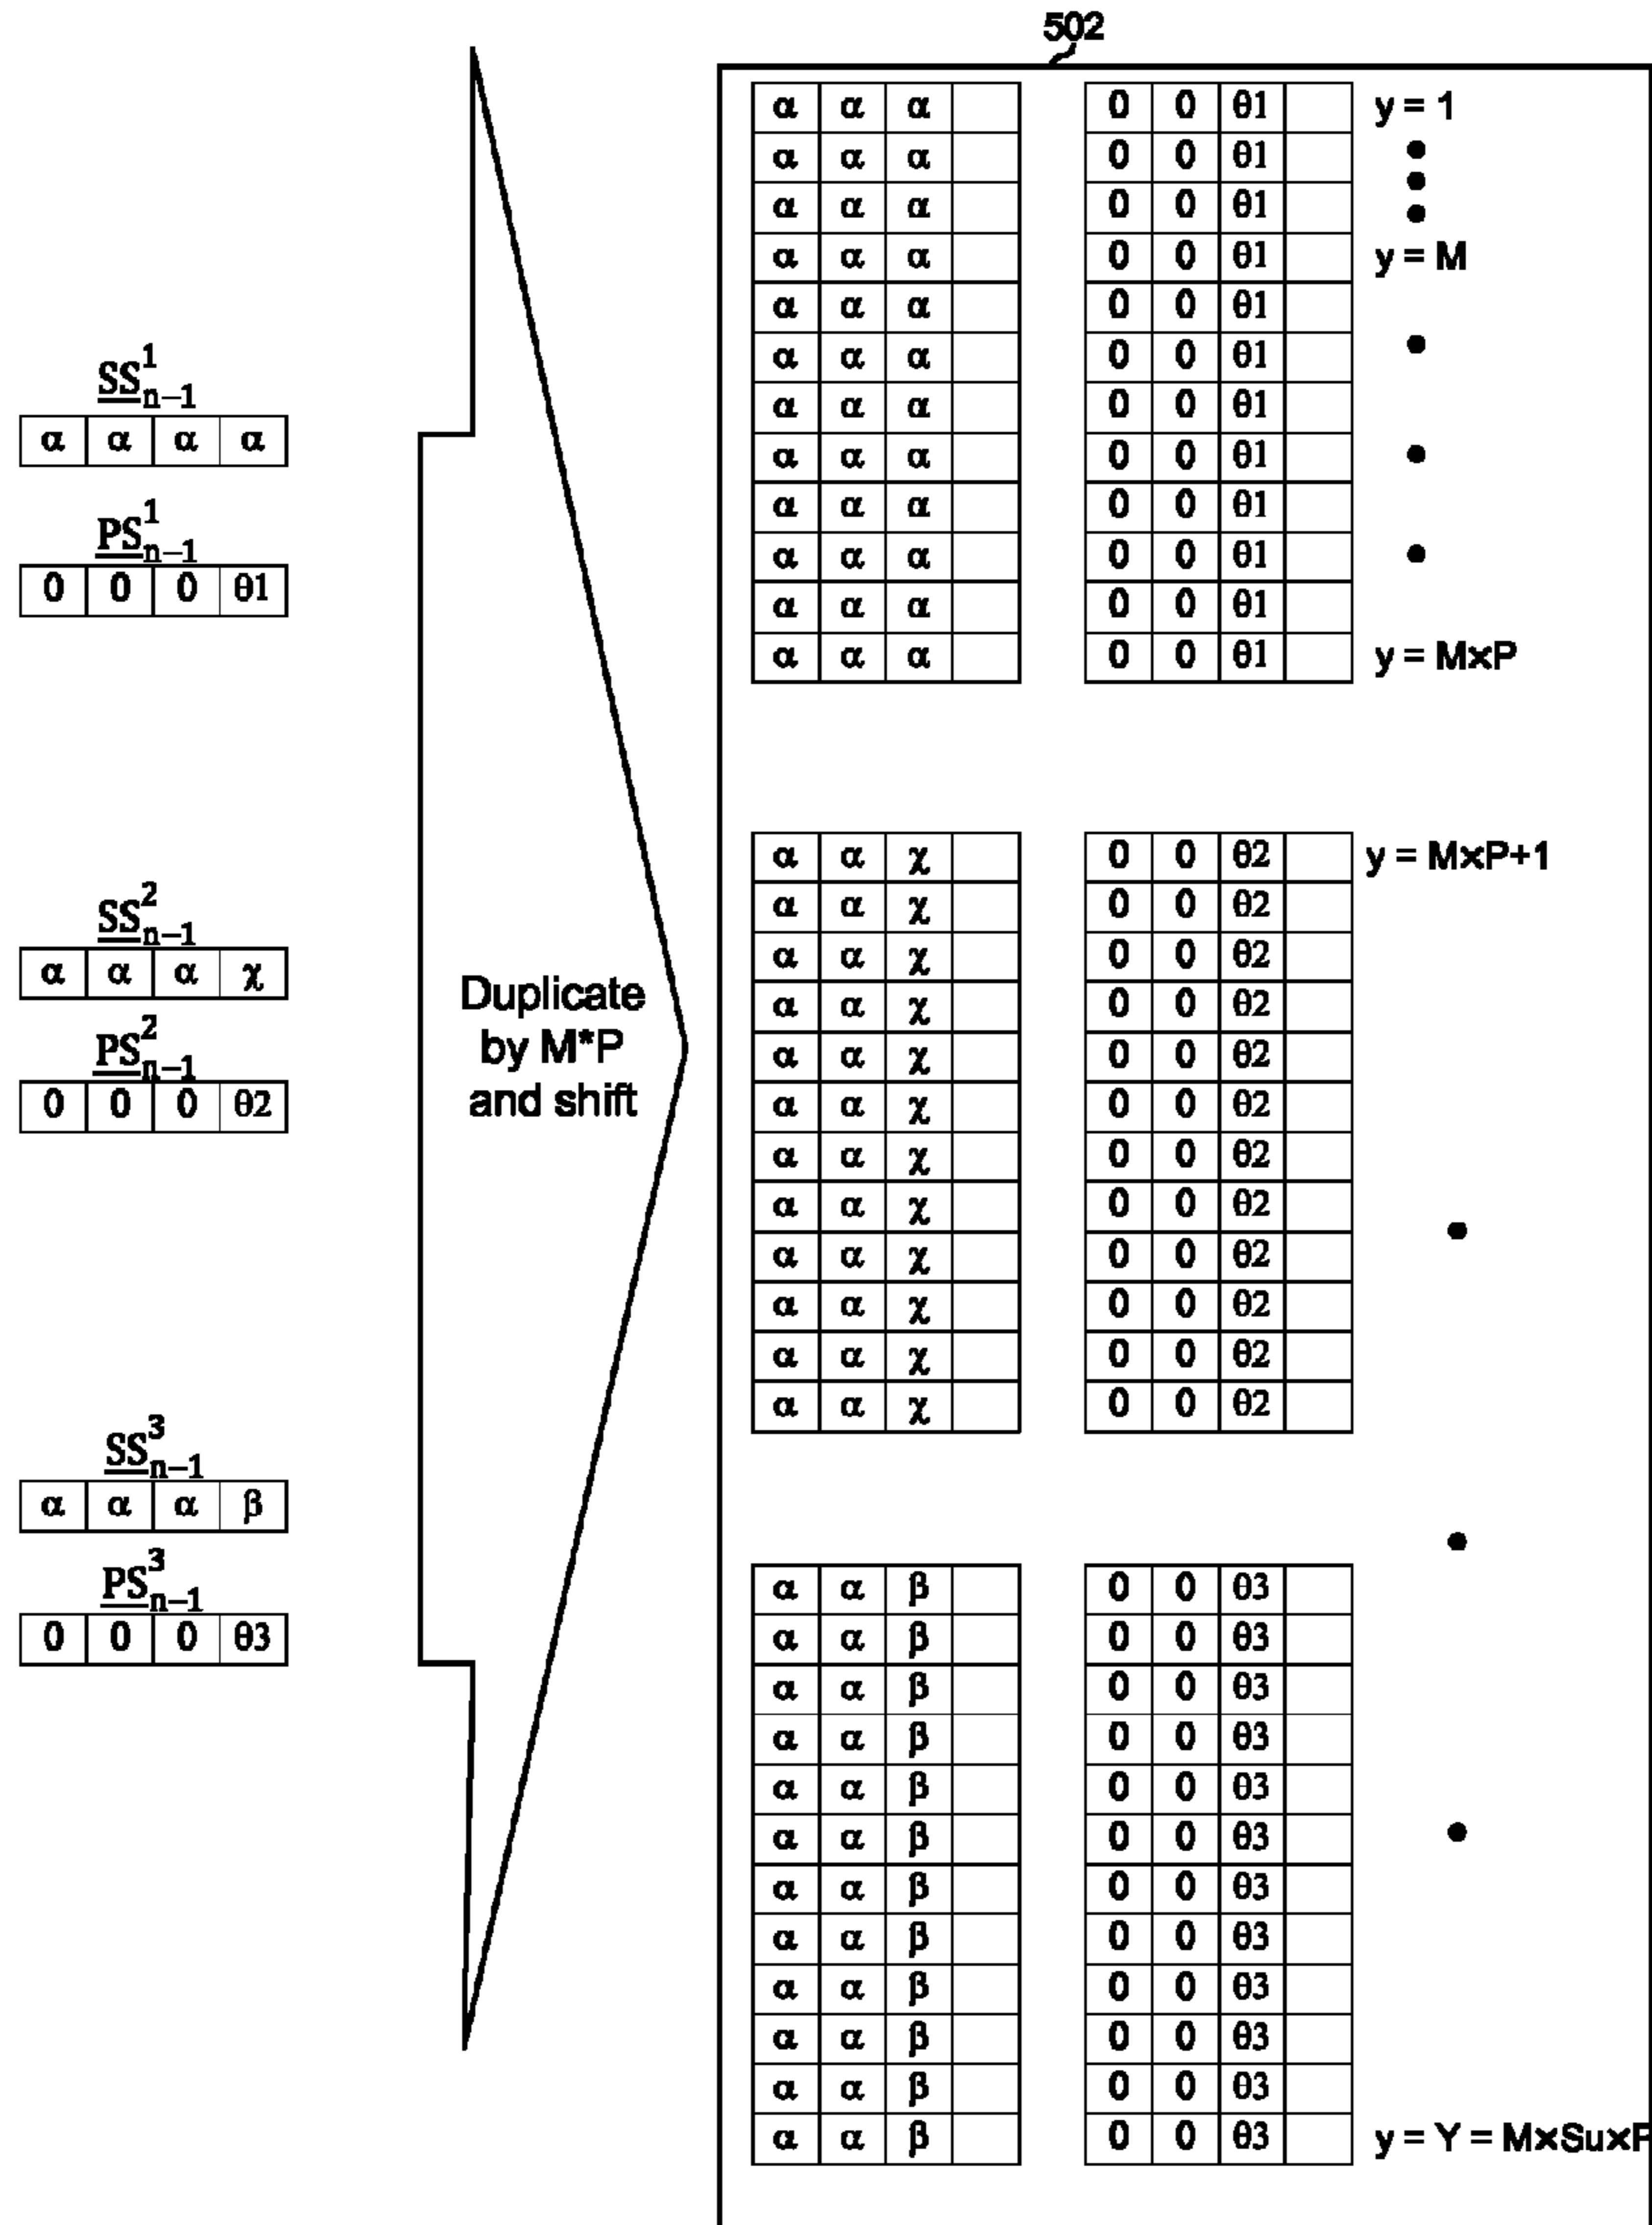 SS¹ₙ₋₁
α α α α
PS¹ₙ₋₁
0 0 0 θ1
SS²ₙ₋₁
α α α χ
PS²ₙ₋₁
0 0 0 θ2
SS³ₙ₋₁
α α α β
PS³ₙ₋₁
0 0 0 θ3
Duplicate
by M*P
and shift
502
α α α 0 0 θ1 y = 1
α α α 0 0 θ1
α α α 0 0 θ1
α α α 0 0 θ1 y = M
α α α 0 0 θ1
α α α 0 0 θ1
α α α 0 0 θ1
α α α 0 0 θ1
α α α 0 0 θ1
α α α 0 0 θ1
α α α 0 0 θ1
α α α 0 0 θ1 y = M×P
α α χ 0 0 θ2 y = M×P+1
α α χ 0 0 θ2
α α χ 0 0 θ2
α α χ 0 0 θ2
α α χ 0 0 θ2
α α χ 0 0 θ2
α α χ 0 0 θ2
α α χ 0 0 θ2
α α χ 0 0 θ2
α α χ 0 0 θ2
α α χ 0 0 θ2
α α χ 0 0 θ2
α α β 0 0 θ3
α α β 0 0 θ3
α α β 0 0 θ3
α α β 0 0 θ3
α α β 0 0 θ3
α α β 0 0 θ3
α α β 0 0 θ3
α α β 0 0 θ3
α α β 0 0 θ3
α α β 0 0 θ3
α α β 0 0 θ3
α α β 0 0 θ3 y = Y = M×Su×P